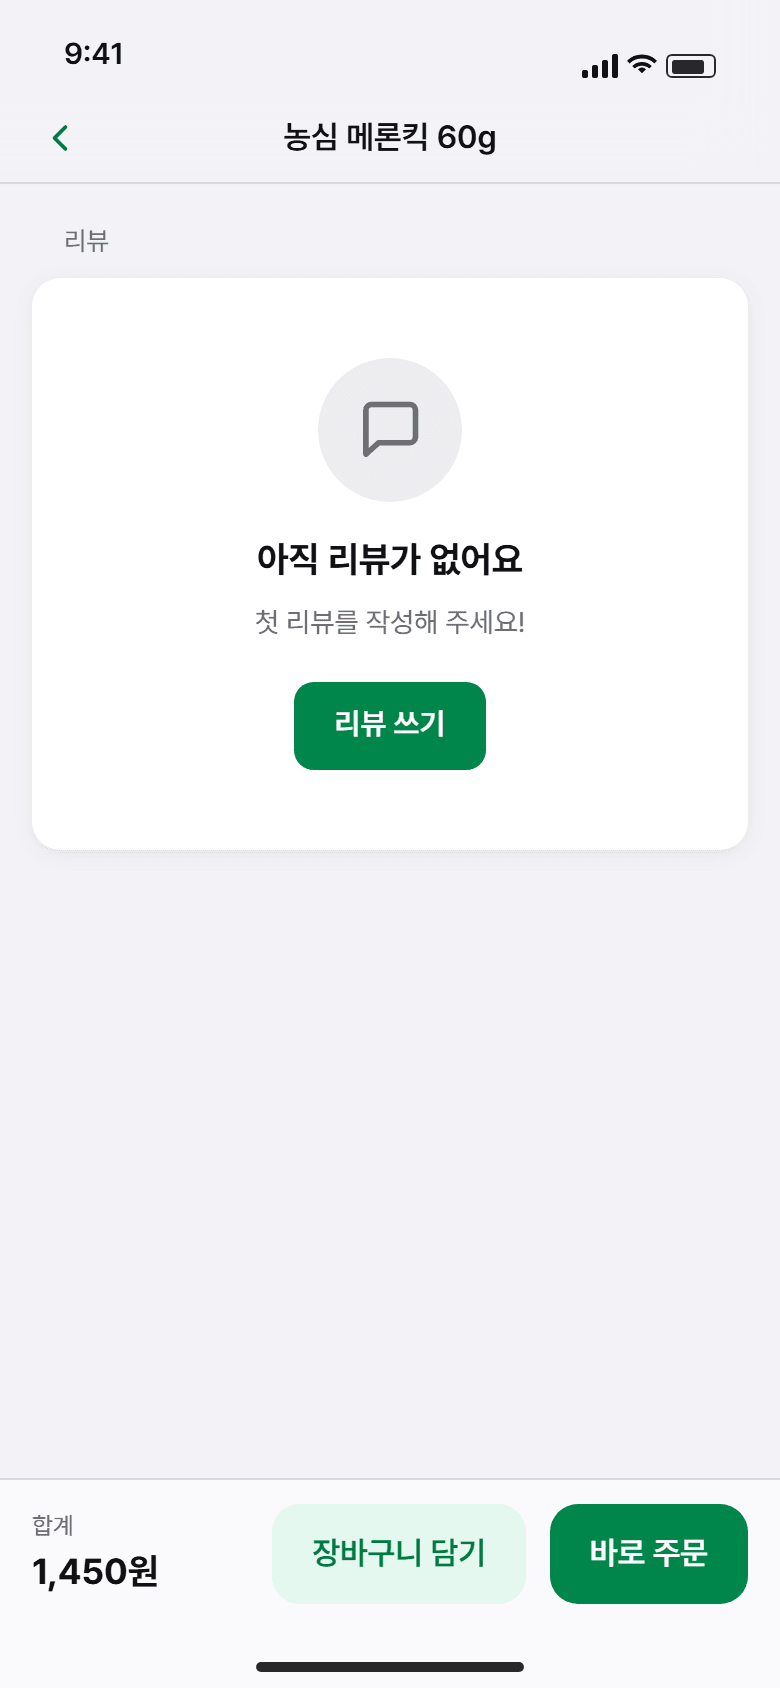 9:41
농심 메론킥 60g
리뷰
아직 리뷰가 없어요
첫 리뷰를 작성해 주세요!
리뷰 쓰기
합계
1,450원
장바구니 담기
바로 주문